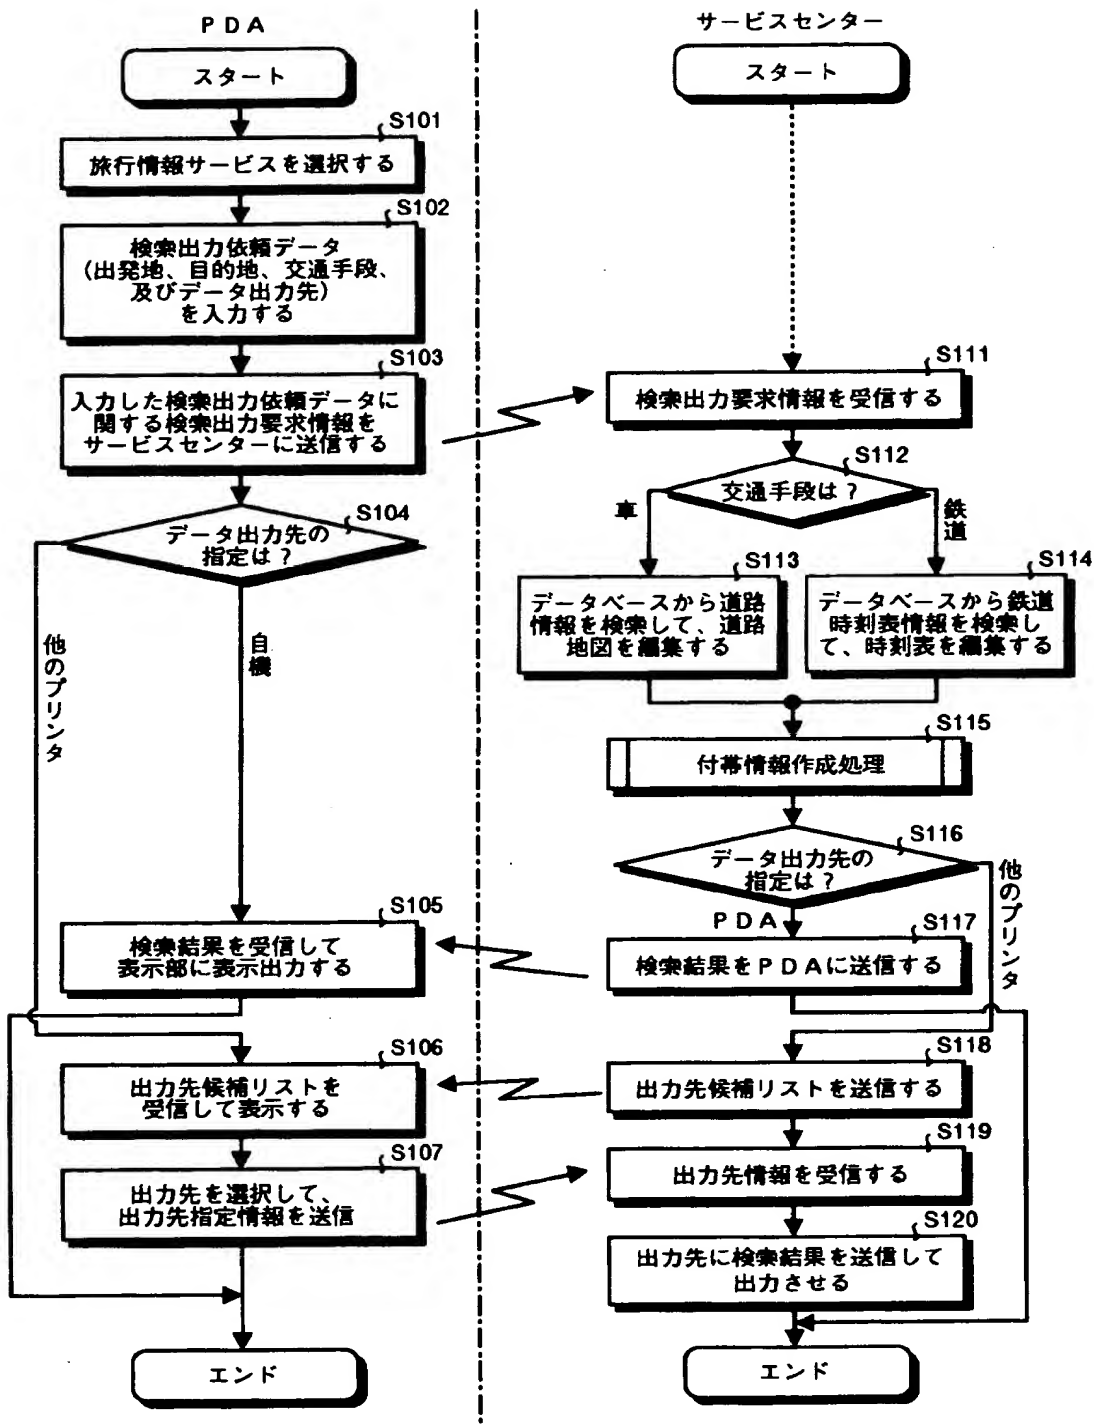 PDA
スタート
S101
旅行情報サービスを選択する
S102
検索出力依頼データ
(出発地、目的地、交通手段、
及びデータ出力先)
を入力する
S103
入力した検索出力依頼データに
関する検索出力要求情報を
サービスセンターに送信する
S104
データ出力先の
指定は?
他のプリンタ
自機
S105
検索結果を受信して
表示部に表示出力する
S106
出力先候補リストを
受信して表示する
S107
出力先を選択して、
出力先指定情報を送信
エンド
サービスセンター
スタート
S111
検索出力要求情報を受信する
S112
交通手段は?
車
鉄道
S113
データベースから道路
情報を検索して、道路
地図を編集する
S114
データベースから鉄道
時刻表情報を検索し
て、時刻表を編集する
S115
付帯情報作成処理
S116
データ出力先の
指定は?
PDA
他のプリンタ
S117
検索結果をPDAに送信する
S118
出力先候補リストを送信する
S119
出力先情報を受信する
S120
出力先に検索結果を送信して
出力させる
エンド